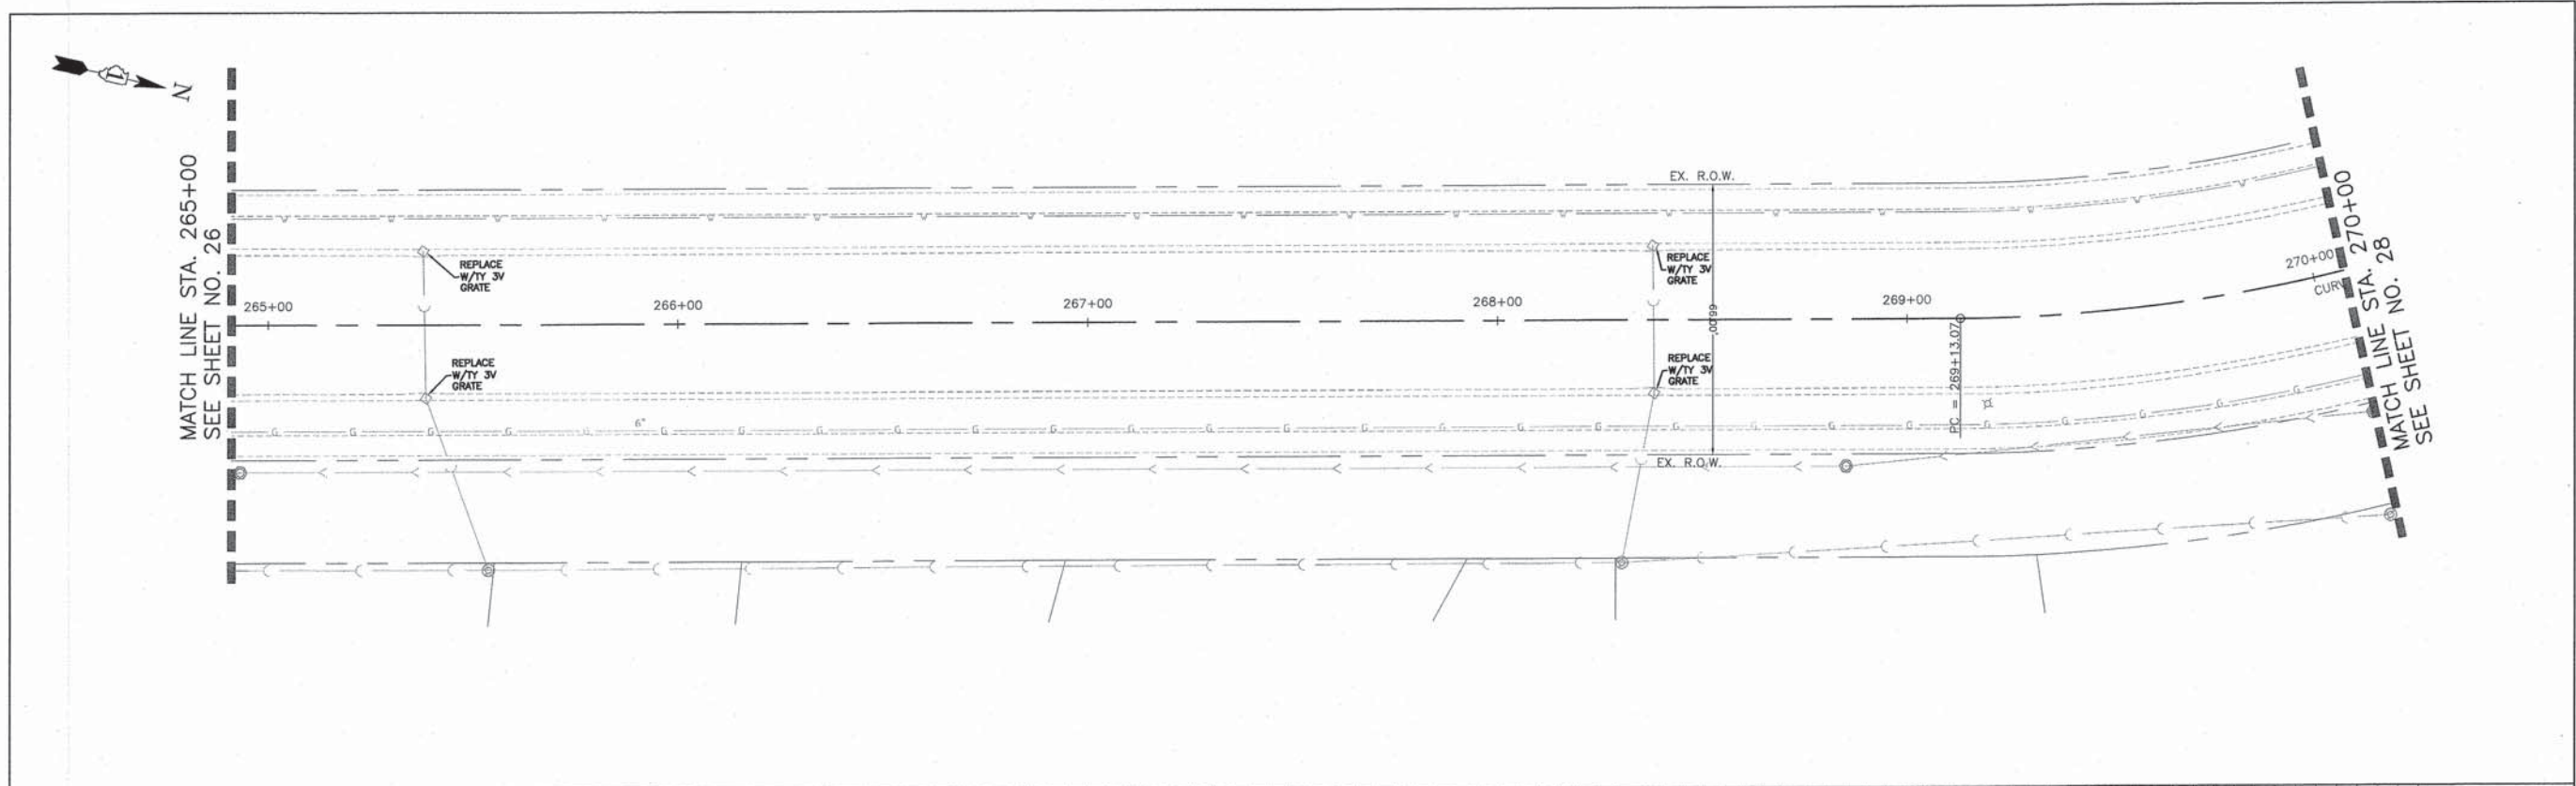 N
MATCH LINE STA. 265+00
SEE SHEET NO. 26
EX. R.O.W.
REPLACE
W/TY 3V
GRATE
REPLACE
W/TY 3V
GRATE
265+00
266+00
267+00
268+00
269+00
270+00
CURV
66.00'
REPLACE
W/TY 3V
GRATE
REPLACE
W/TY 3V
GRATE
PC = 269+13.07
6"
G G G G G G G G G G G G G G G G G G G G G G G G G G G
EX. R.O.W.
MATCH LINE STA. 270+00
SEE SHEET NO. 28